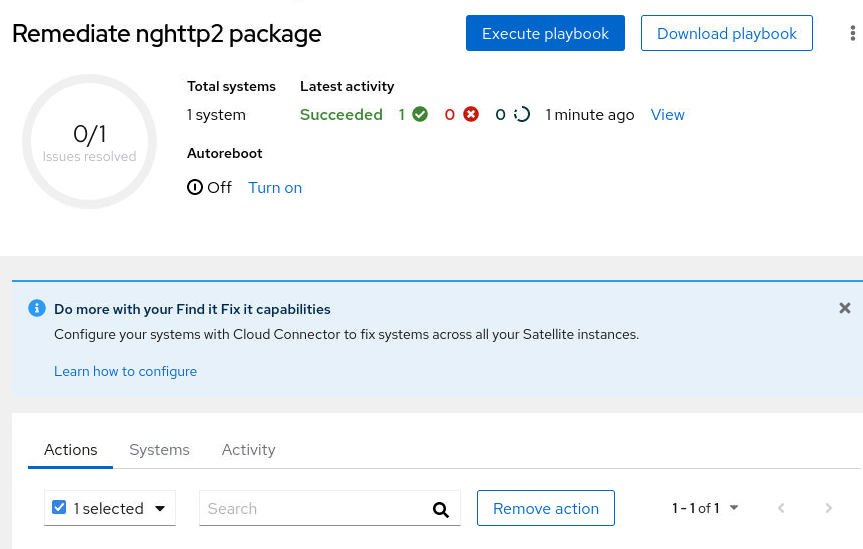 Remediate nghttp2 package
Execute playbook
Download playbook
0/1
Issues resolved
Total systems
1 system
Latest activity
Succeeded 1 0 0 1 minute ago View
Autoreboot
Off Turn on
Do more with your Find it Fix it capabilities
Configure your systems with Cloud Connector to fix systems across all your Satellite instances.
Learn how to configure
Actions Systems Activity
1 selected
Search
Remove action
1 - 1 of 1